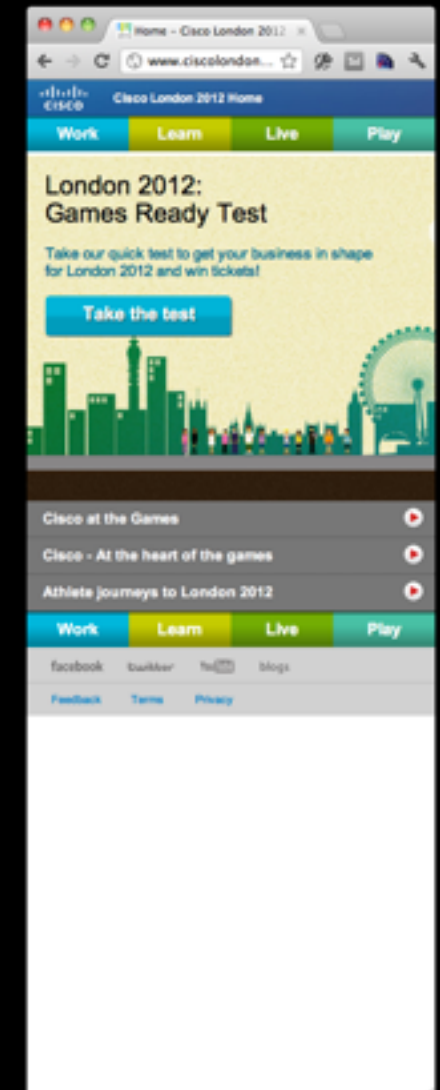 Home - Cisco London 2012
www.ciscolondon...
CISCO Cisco London 2012 Home
Work Learn Live Play
London 2012:
Games Ready Test
Take our quick test to get your business in shape
for London 2012 and win tickets!
Take the test
Cisco at the Games
Cisco - At the heart of the games
Athlete journeys to London 2012
Work Learn Live Play
facebook twitter YouTube blogs
Feedback Terms Privacy